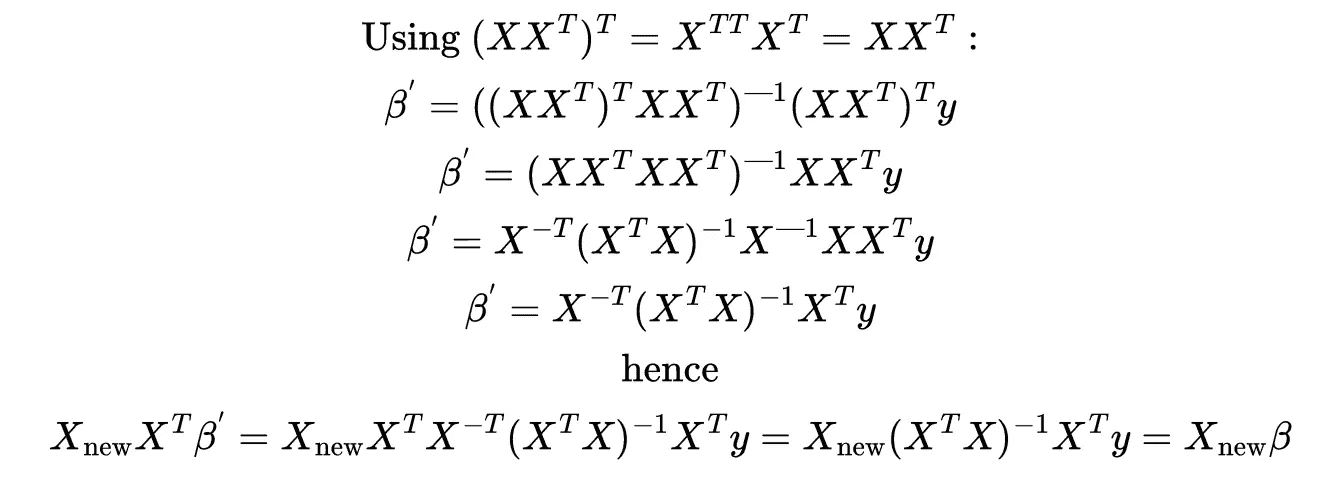 Using $(XX^T)^T = X^{TT}X^T = XX^T :$
$\beta^{'} = ((XX^T)^T XX^T)^{—1}(XX^T)^T y$
$\beta^{'} = (XX^T XX^T)^{—1} XX^T y$
$\beta^{'} = X^{-T}(X^T X)^{-1} X^{—1} XX^T y$
$\beta^{'} = X^{-T}(X^T X)^{-1} X^T y$
hence
$X_{\text{new}} X^T \beta^{'} = X_{\text{new}} X^T X^{-T}(X^T X)^{-1} X^T y = X_{\text{new}}(X^T X)^{-1} X^T y = X_{\text{new}} \beta$